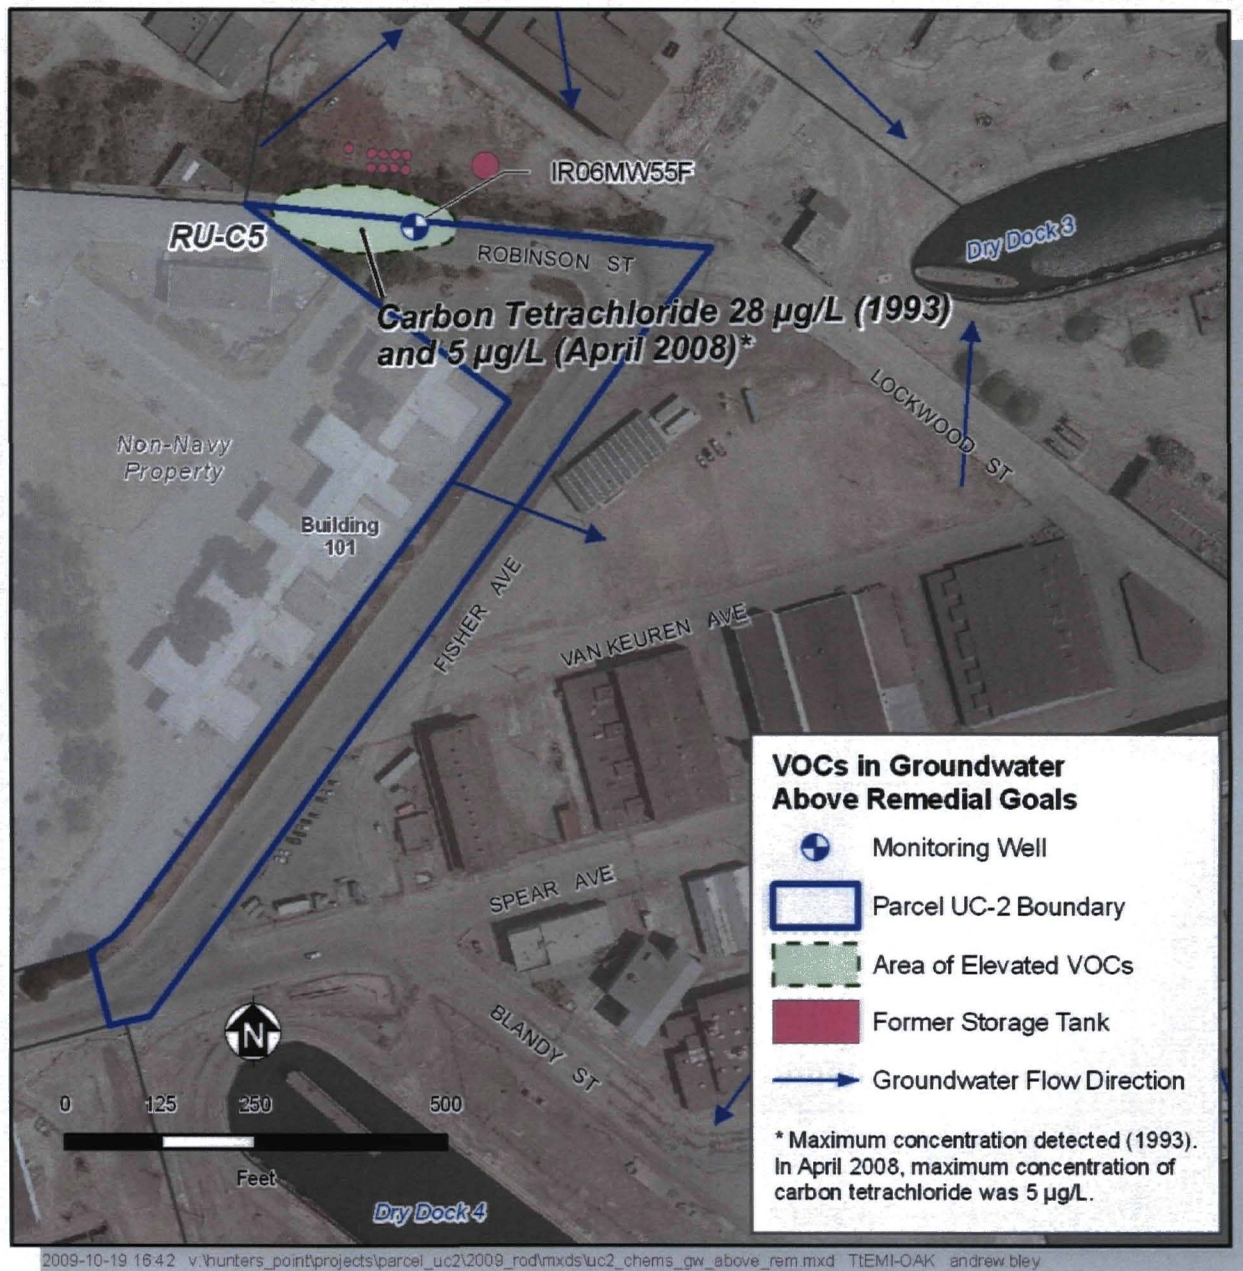 IR06MW55F
RU-C5
ROBINSON ST
Dry Dock 3
Carbon Tetrachloride 28 µg/L (1993)
and 5 µg/L (April 2008)*
LOCKWOOD ST
Non-Navy
Property
Building
101
FISHER AVE
VAN KEUREN AVE
SPEAR AVE
BLANDY ST
N
0 125 250 500
Feet
Dry Dock 4
VOCs in Groundwater
Above Remedial Goals
Monitoring Well
Parcel UC-2 Boundary
Area of Elevated VOCs
Former Storage Tank
Groundwater Flow Direction
* Maximum concentration detected (1993).
In April 2008, maximum concentration of
carbon tetrachloride was 5 µg/L.
2009-10-19 16:42 v:\hunters_point\projects\parcel_uc2\2009_rod\mxds\uc2_chems_gw_above_rem.mxd TtEMI-OAK andrew.bley